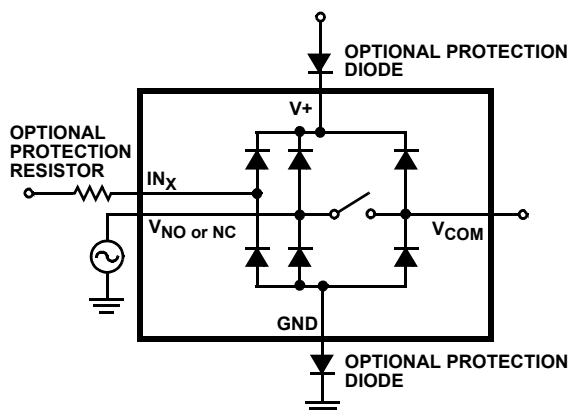 OPTIONAL PROTECTION
DIODE
V+
OPTIONAL
PROTECTION
RESISTOR
INX
VNO or NC
VCOM
GND
OPTIONAL PROTECTION
DIODE